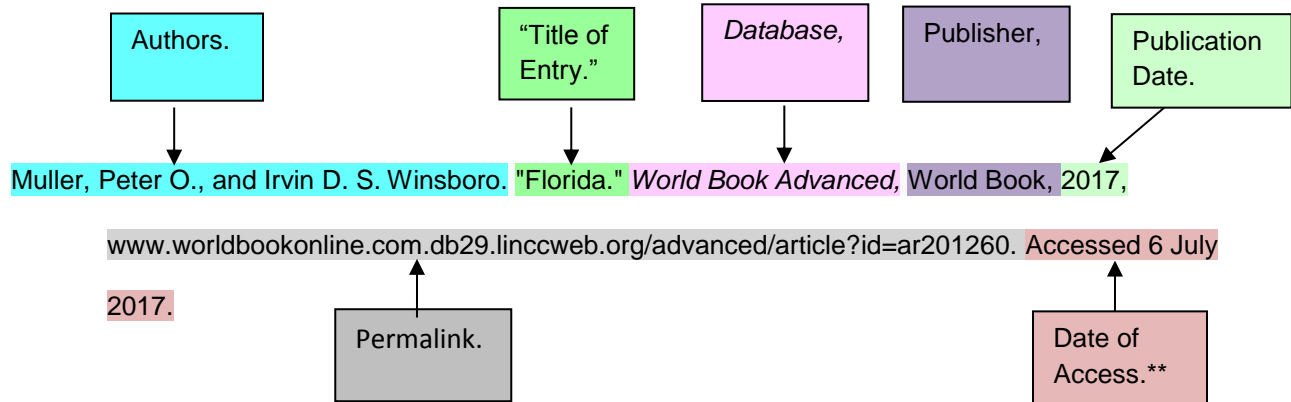 Authors.
“Title of
Entry.”
Database,
Publisher,
Publication
Date.
Muller, Peter O., and Irvin D. S. Winsboro. "Florida." World Book Advanced, World Book, 2017,
www.worldbookonline.com.db29.linccweb.org/advanced/article?id=ar201260. Accessed 6 July
2017.
Permalink.
Date of
Access.**